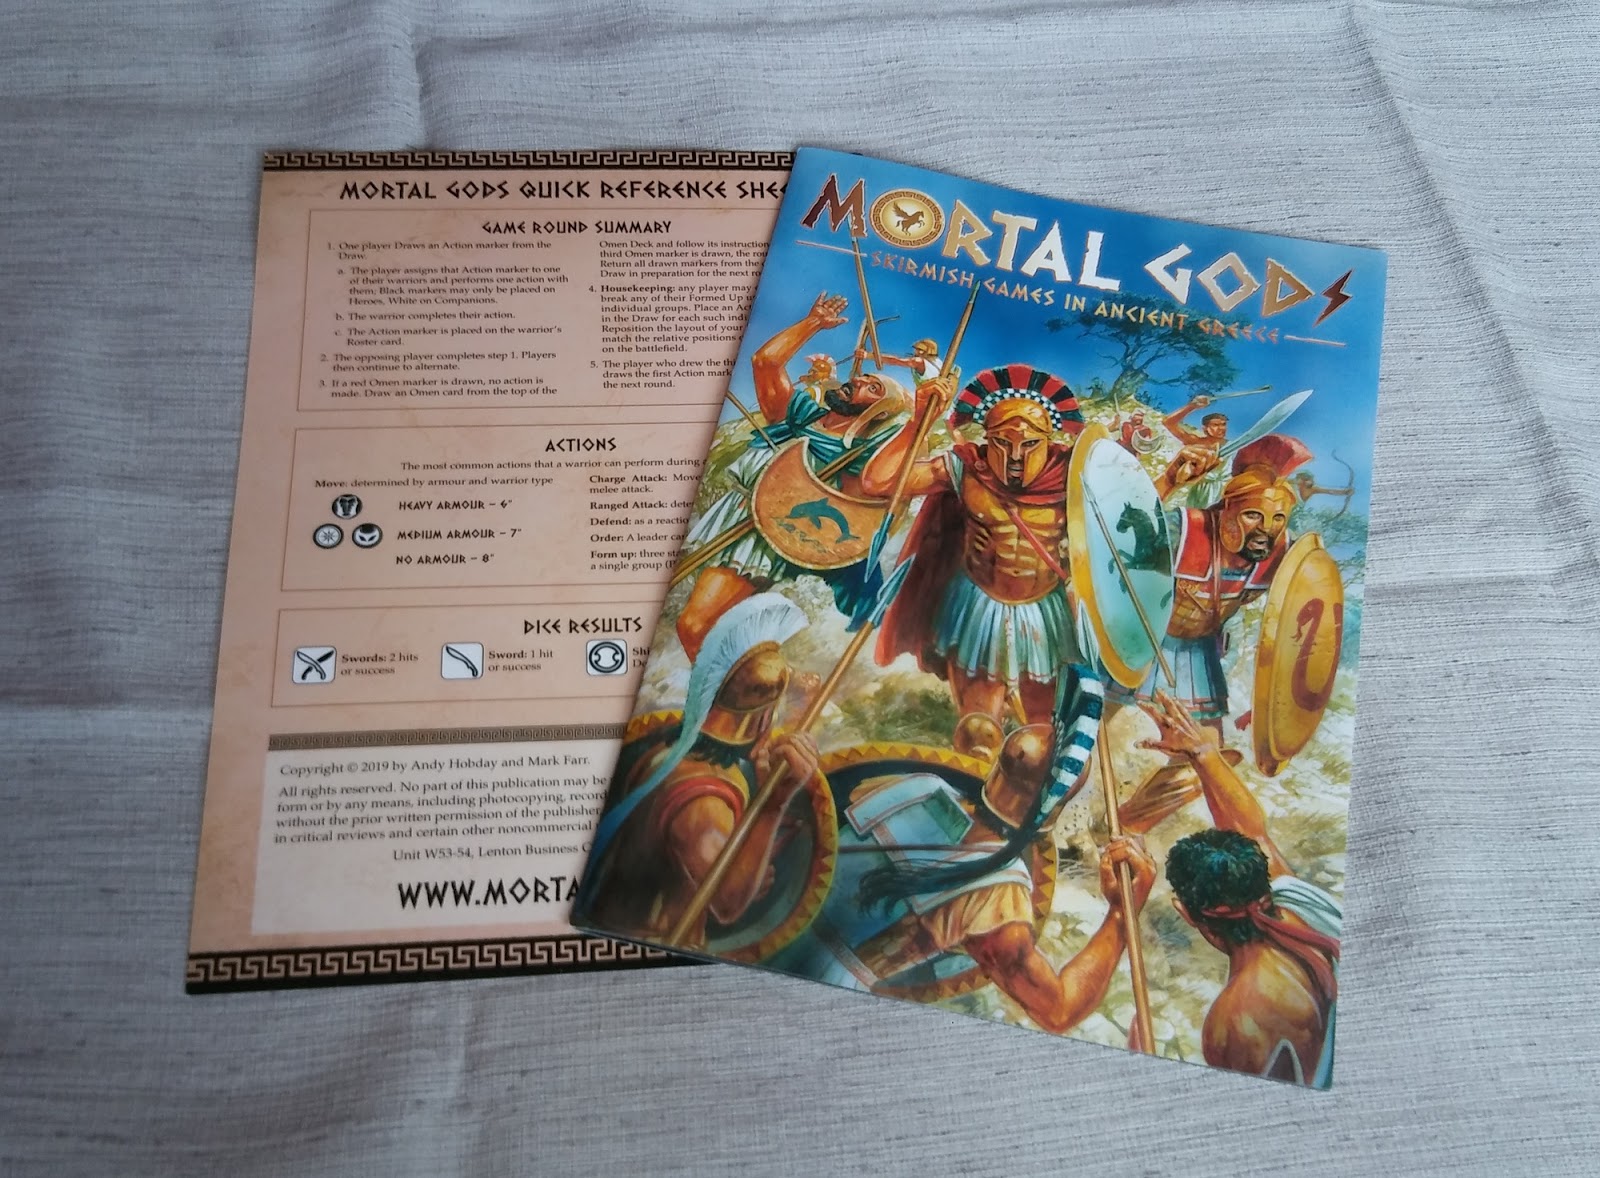 MORTAL GODS QUICK REFERENCE
GAME ROUND SUMMARY
1. One player Draws an Action marker from the
Draw.
a. The player assigns that Action marker to one
of their warriors and performs one action with
them; Black markers may only be placed on
Heroes, White on Companions.
b. The warrior completes their action.
c. The Action marker is placed on the warrior's
Roster card.
2. The opposing player completes step 1. Players
then continue to alternate.
3. If a red Omen marker is drawn, no action is
made. Draw an Omen card from the top of the
Omen Deck and follow its
third Omen marker is drawn, the
Return all drawn markers from the
Draw in preparation for the next
4. Housekeeping: any player may
break any of their Formed Up
individual groups. Place an
in the Draw for each such
Reposition the layout of your
match the relative positions
on the battlefield.
5. The player who drew the
draws the first Action
the next round.
ACTIONS
The most common actions that a warrior can perform during
Move: determined by armour and warrior type
HEAVY ARMOUR – 6"
MEDIUM ARMOUR – 7"
NO ARMOUR – 8"
Charge Attack:
melee attack.
Ranged Attack:
Defend: as a
Order: A leader
Form up: three
a single group
DICE RESULTS
Swords: 2 hits
or success
Sword: 1 hit
or success
Copyright © 2019 by Andy Hobday and Mark Farr.
All rights reserved. No part of this publication may be
form or by any means, including photocopying,
without the prior written permission of the publisher
in critical reviews and certain other noncommercial
Unit W53-54, Lenton Business
WWW.MORTA
MORTAL GODS
SKIRMISH GAMES IN ANCIENT GREECE